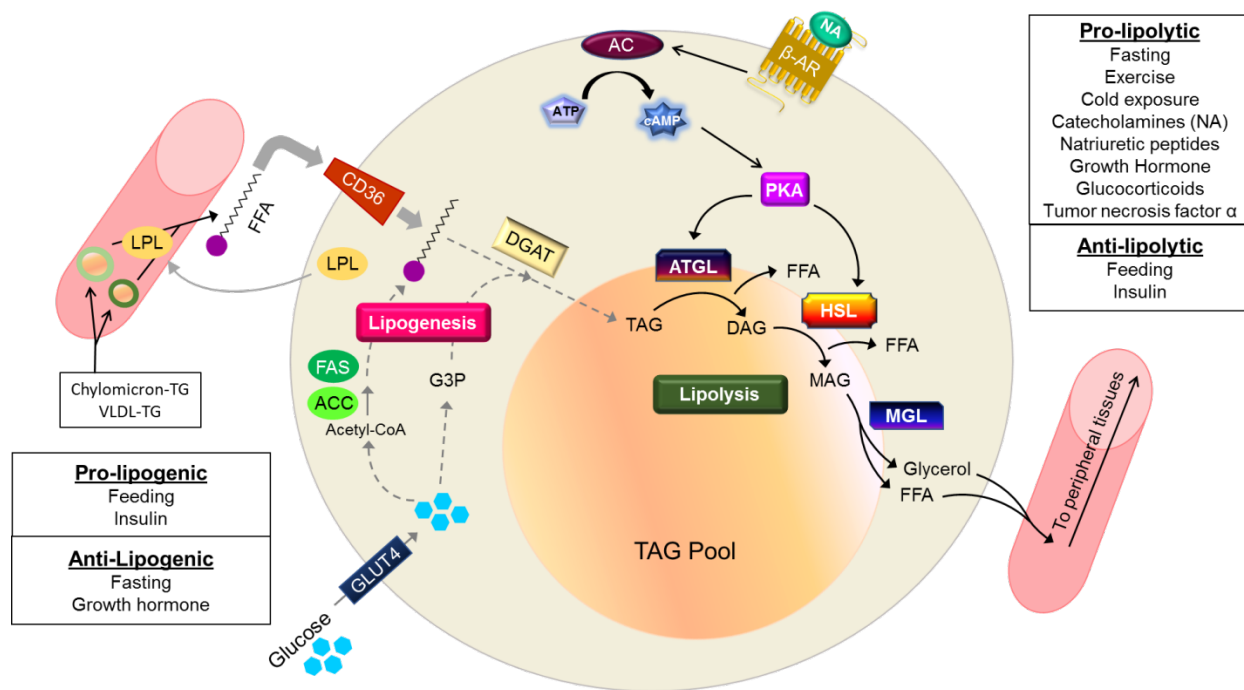 NA
β-AR
AC
ATP
cAMP
PKA
Pro-lipolytic
Fasting
Exercise
Cold exposure
Catecholamines (NA)
Natriuretic peptides
Growth Hormone
Glucocorticoids
Tumor necrosis factor α
Anti-lipolytic
Feeding
Insulin
CD36
FFA
LPL
LPL
DGAT
Chylomicron-TG
VLDL-TG
Lipogenesis
FAS
ACC
Acetyl-CoA
G3P
ATGL
FFA
TAG
DAG
HSL
FFA
MAG
Lipolysis
MGL
Glycerol
FFA
To peripheral tissues
TAG Pool
Pro-lipogenic
Feeding
Insulin
Anti-Lipogenic
Fasting
Growth hormone
GLUT4
Glucose